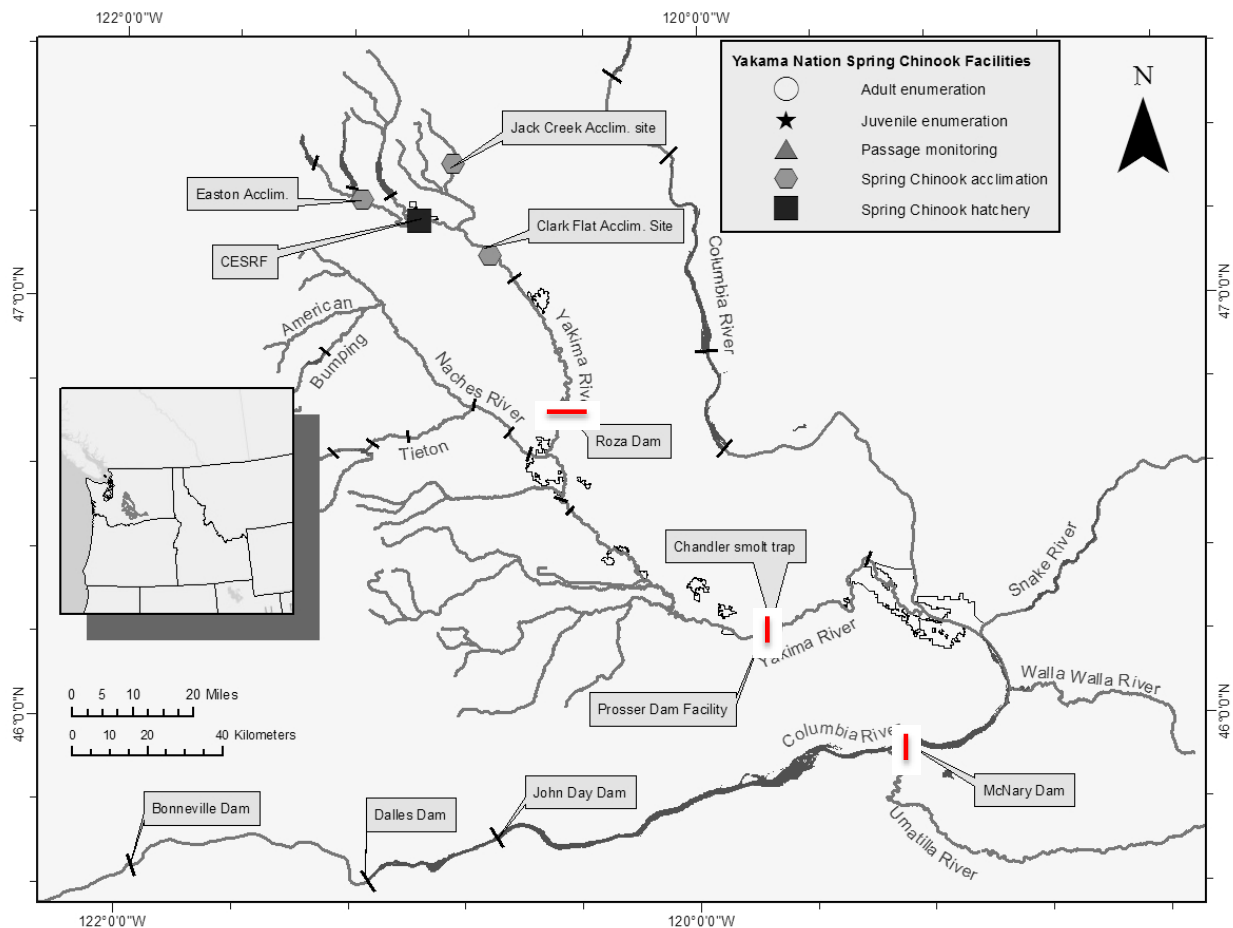 122°0'0"W
120°0'0"W
Yakama Nation Spring Chinook Facilities
Adult enumeration
Juvenile enumeration
Passage monitoring
Spring Chinook acclimation
Spring Chinook hatchery
N
Jack Creek Acclim. site
Easton Acclim.
Clark Flat Acclim. Site
CESRF
Columbia River
47°0'0"N
47°0'0"N
American
Bumping
Yakima Rive
Naches River
Roza Dam
Tieton
Chandler smolt trap
Snake River
Yakima River
Walla Walla River
Prosser Dam Facility
0 5 10 20 Miles
0 10 20 40 Kilometers
46°0'0"N
46°0'0"N
Columbia River
McNary Dam
John Day Dam
Bonneville Dam
Dalles Dam
Umatilla River
122°0'0"W
120°0'0"W